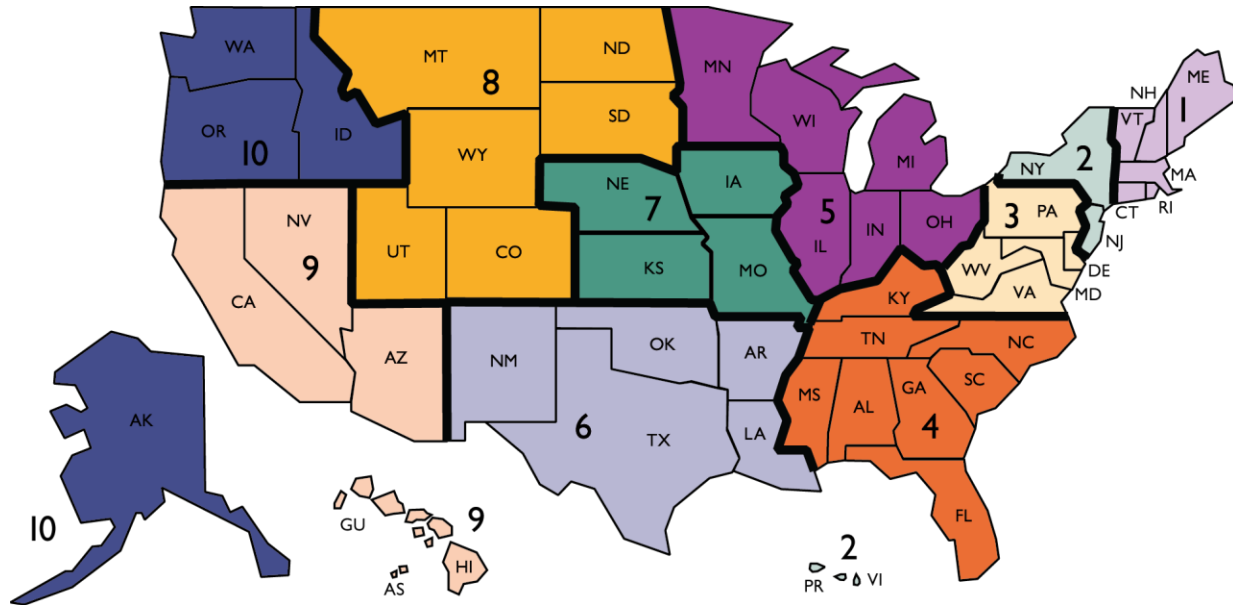 WA
MT
ND
MN
ME
8
NH
VT
1
OR
ID
SD
WI
10
WY
MI
2
NY
MA
NE
IA
CT
RI
7
5
3
PA
NV
OH
IN
IL
NJ
UT
CO
KS
MO
WV
DE
9
VA
MD
CA
KY
NM
OK
AR
TN
NC
AZ
MS
AL
GA
SC
AK
6
TX
LA
4
FL
10
GU
9
HI
AS
2
PR
VI